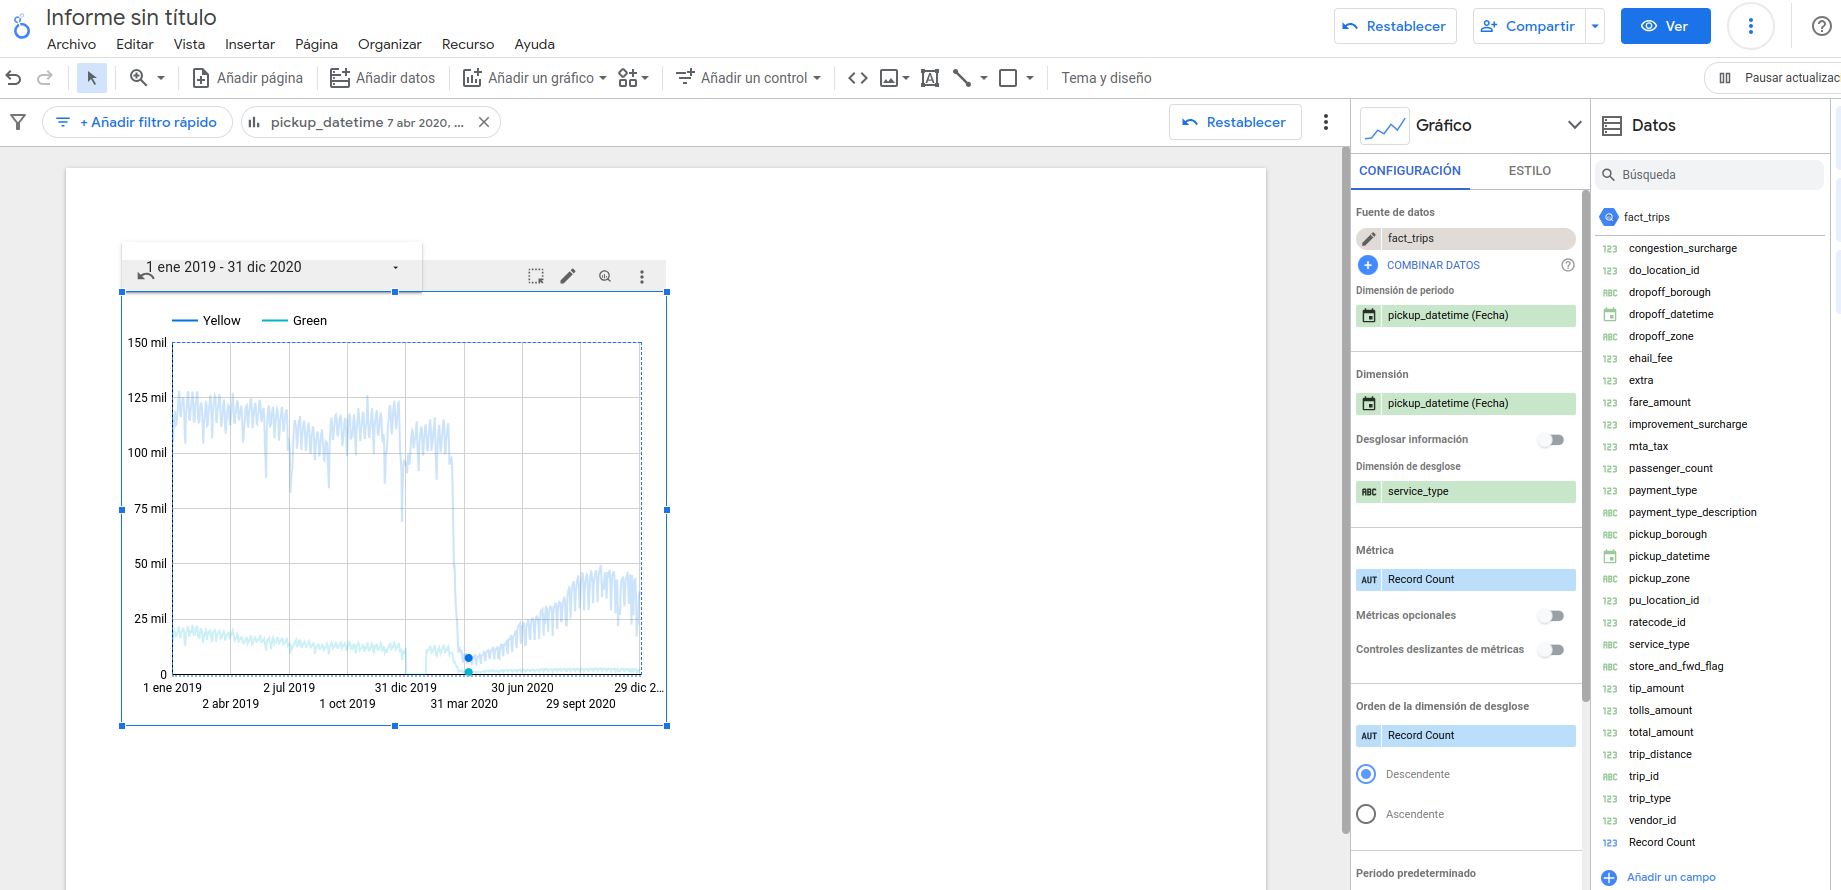 Informe sin título
Archivo Editar Vista Insertar Página Organizar Recurso Ayuda
Restablecer Compartir Ver
Añadir página Añadir datos Añadir un gráfico Añadir un control Tema y diseño Pausar actualizac
+ Añadir filtro rápido pickup_datetime 7 abr 2020, ... Restablecer
1 ene 2019 - 31 dic 2020
Yellow Green
150 mil
125 mil
100 mil
75 mil
50 mil
25 mil
0
1 ene 2019 2 jul 2019 31 dic 2019 30 jun 2020 29 dic 2...
2 abr 2019 1 oct 2019 31 mar 2020 29 sept 2020
Gráfico
CONFIGURACIÓN ESTILO
Fuente de datos
fact_trips
COMBINAR DATOS
Dimensión de periodo
pickup_datetime (Fecha)
Dimensión
pickup_datetime (Fecha)
Desglosar información
Dimensión de desglose
ABC service_type
Métrica
AUT Record Count
Métricas opcionales
Controles deslizantes de métricas
Orden de la dimensión de desglose
AUT Record Count
Descendente
Ascendente
Periodo predeterminado
Datos
Búsqueda
fact_trips
123 congestion_surcharge
123 do_location_id
ABC dropoff_borough
dropoff_datetime
ABC dropoff_zone
123 ehail_fee
123 extra
123 fare_amount
123 improvement_surcharge
123 mta_tax
123 passenger_count
123 payment_type
ABC payment_type_description
ABC pickup_borough
pickup_datetime
ABC pickup_zone
123 pu_location_id
123 ratecode_id
ABC service_type
ABC store_and_fwd_flag
123 tip_amount
123 tolls_amount
123 total_amount
123 trip_distance
ABC trip_id
123 trip_type
123 vendor_id
123 Record Count
Añadir un campo